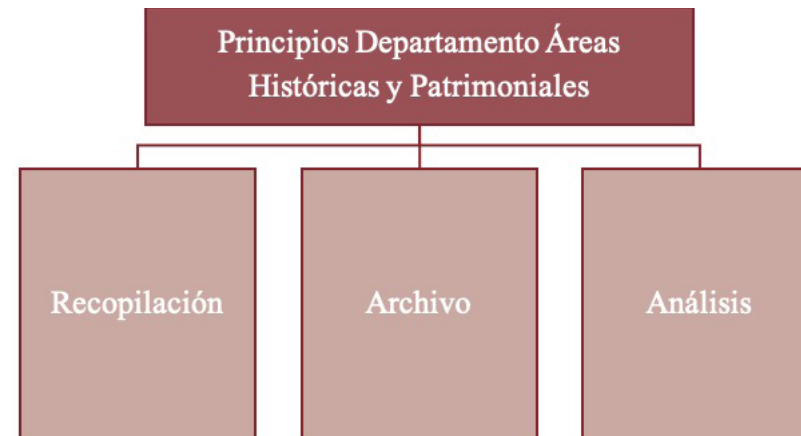 Principios Departamento Áreas
Históricas y Patrimoniales
Recopilación
Archivo
Análisis